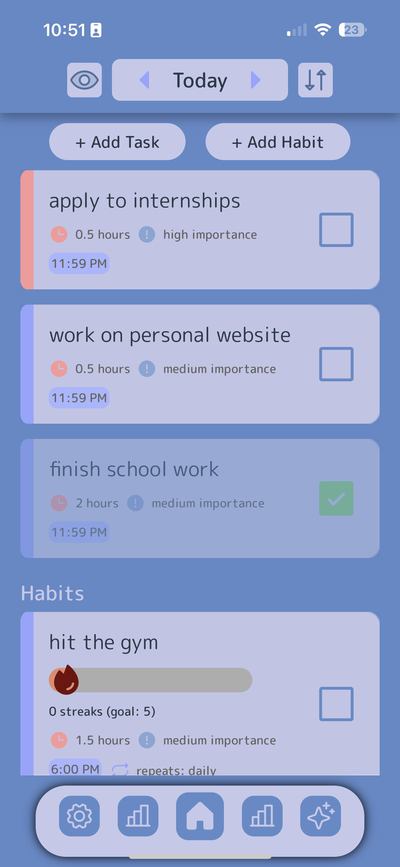 10:51
23
Today
+ Add Task + Add Habit
apply to internships
0.5 hours ! high importance
11:59 PM
work on personal website
0.5 hours ! medium importance
11:59 PM
finish school work
2 hours ! medium importance
11:59 PM
Habits
hit the gym
0 streaks (goal: 5)
1.5 hours ! medium importance
6:00 PM repeats: daily